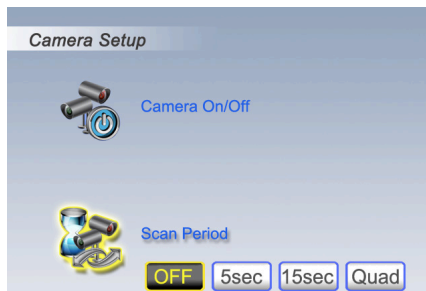 Camera Setup
Camera On/Off
Scan Period
OFF 5sec 15sec Quad